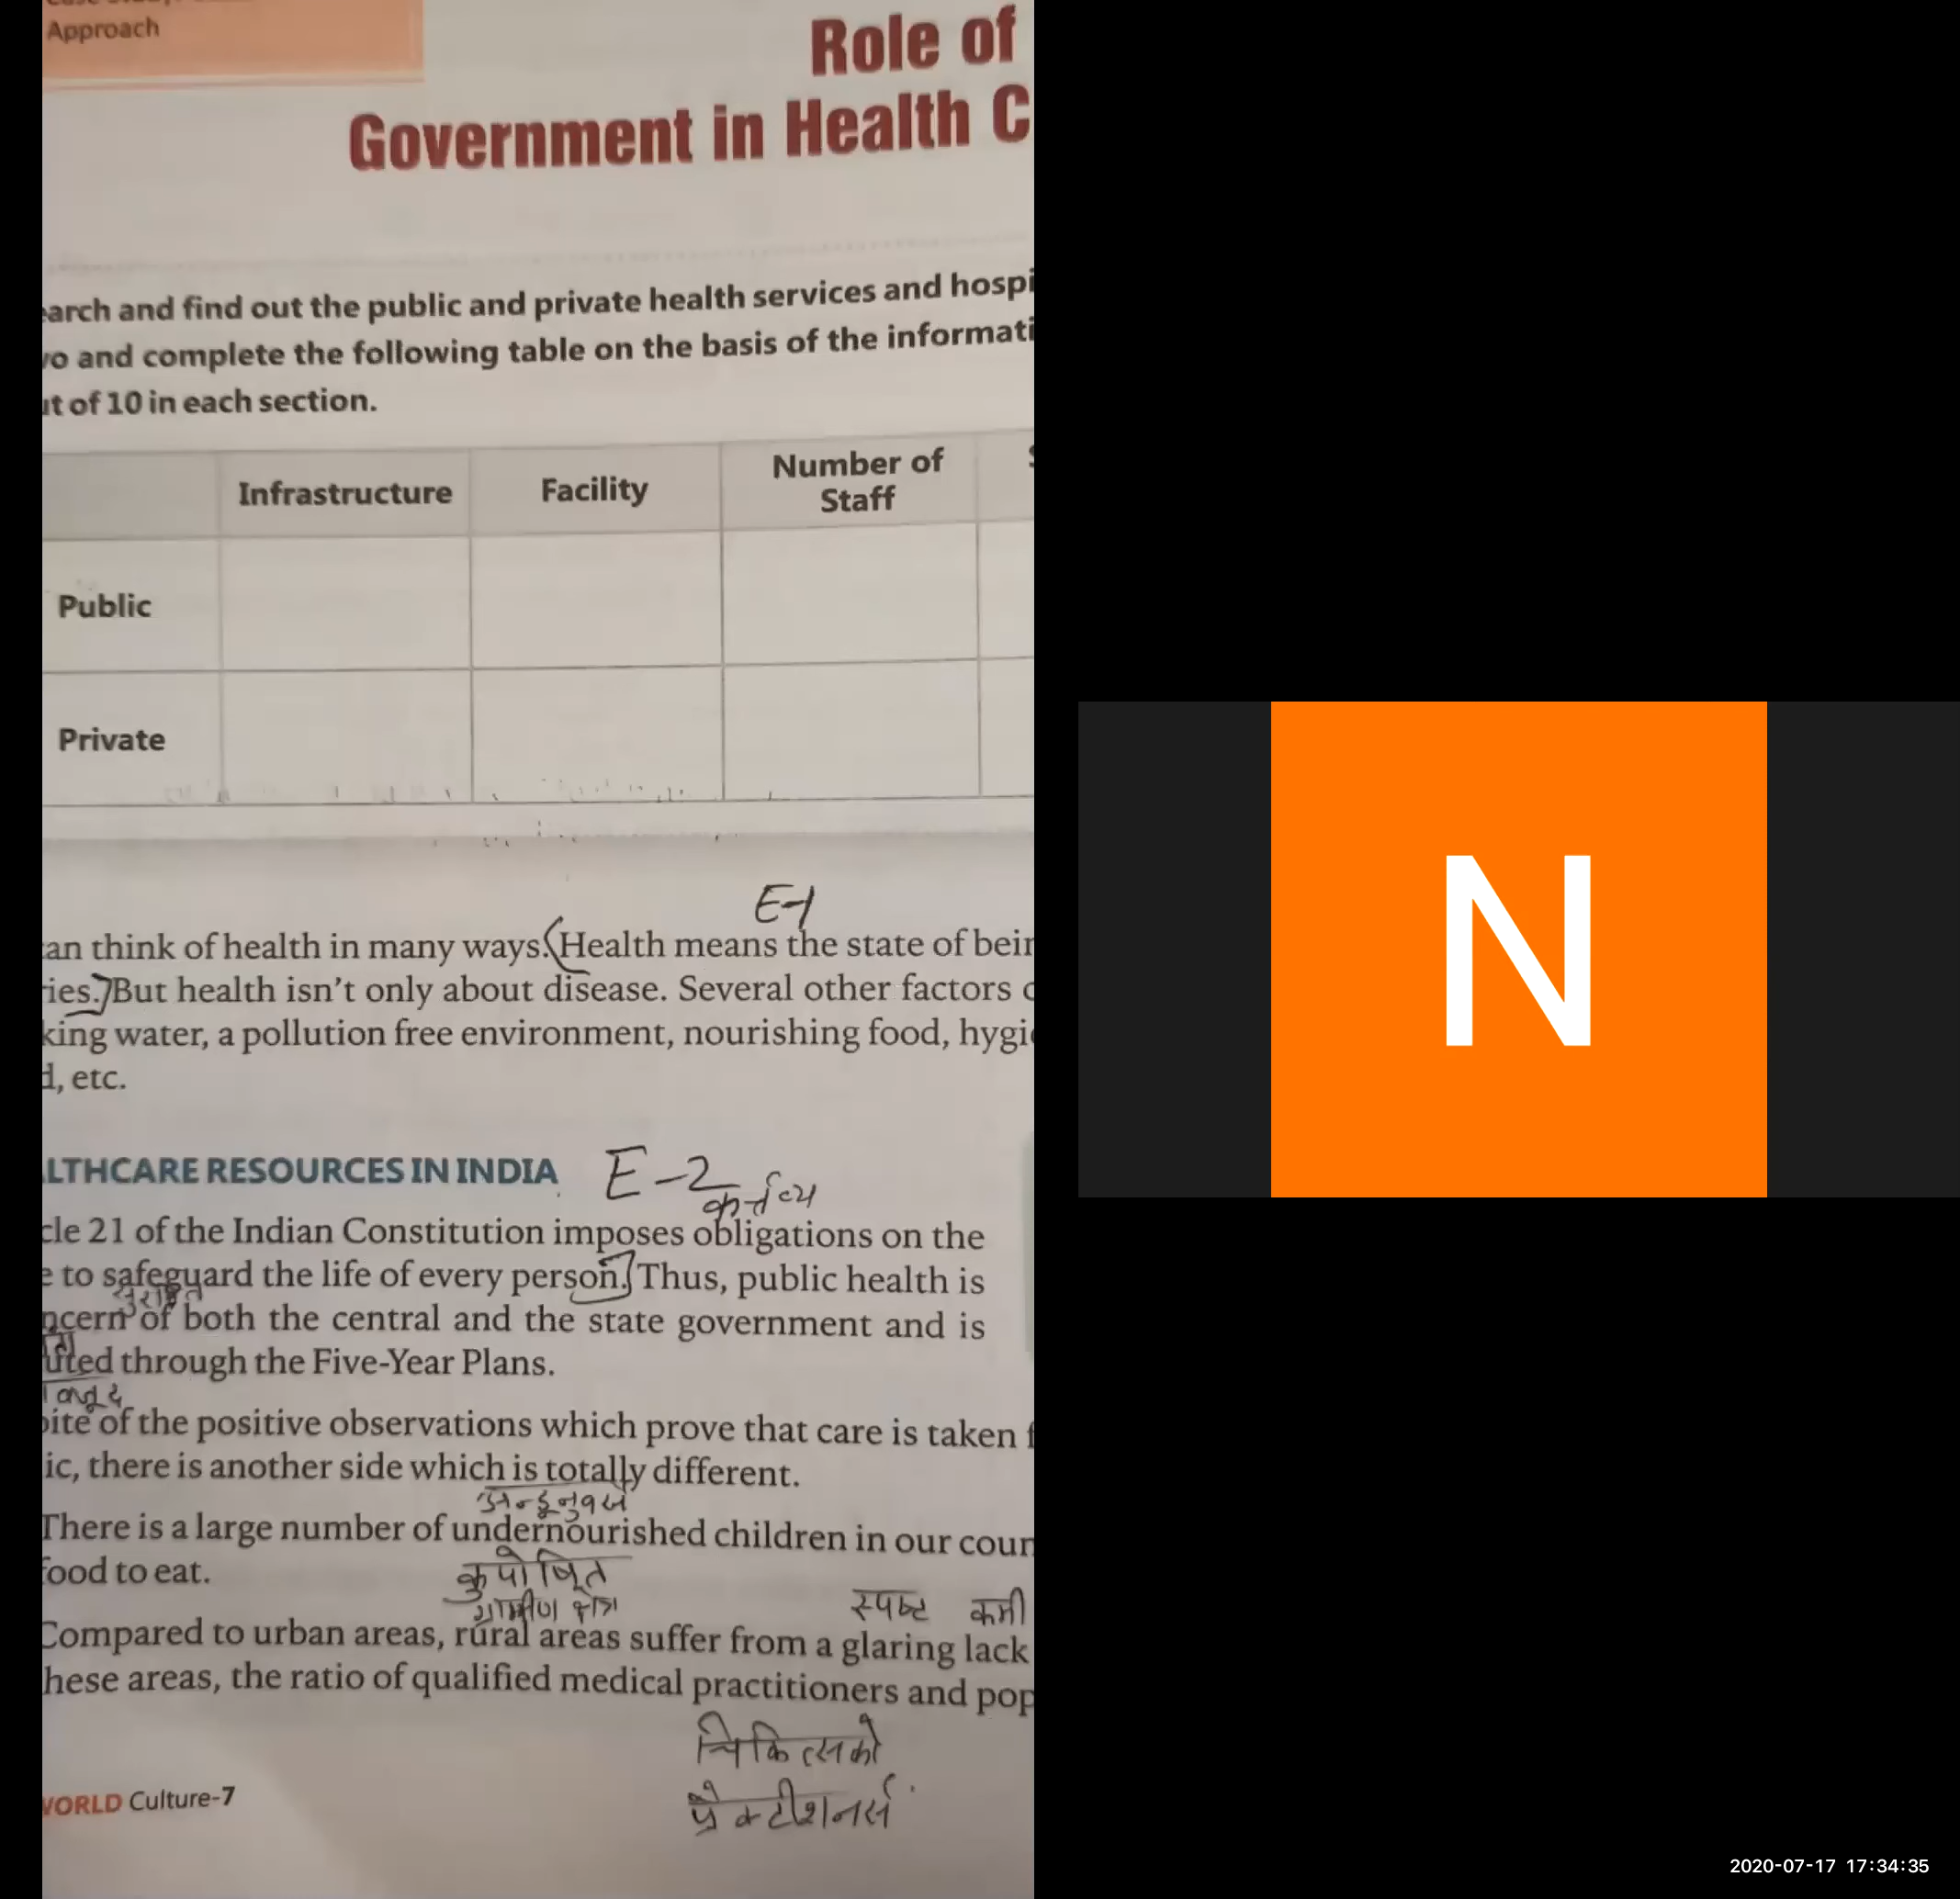 Approach
Role of
Government in Health C
earch and find out the public and private health services and hospi
vo and complete the following table on the basis of the informati
ut of 10 in each section.
Infrastructure Facility Number of Staff
Public
Private
E-1
can think of health in many ways. (Health means the state of bein
ries.) But health isn't only about disease. Several other factors
king water, a pollution free environment, nourishing food, hygie
d, etc.
LTHCARE RESOURCES IN INDIA E-2
कर्तव्य
cle 21 of the Indian Constitution imposes obligations on the
e to safeguard the life of every person.) Thus, public health is
सुरक्षित
ncern of both the central and the state government and is
uted through the Five-Year Plans.
pite of the positive observations which prove that care is taken f
ic, there is another side which is totally different.
There is a large number of undernourished children in our coun
food to eat.
कुपोषित
ग्रामीण क्षेत्र स्पष्ट कमी
Compared to urban areas, rural areas suffer from a glaring lack
hese areas, the ratio of qualified medical practitioners and pop
चिकित्सको
प्रैक्टीशनर्स
WORLD Culture-7
N
2020-07-17 17:34:35